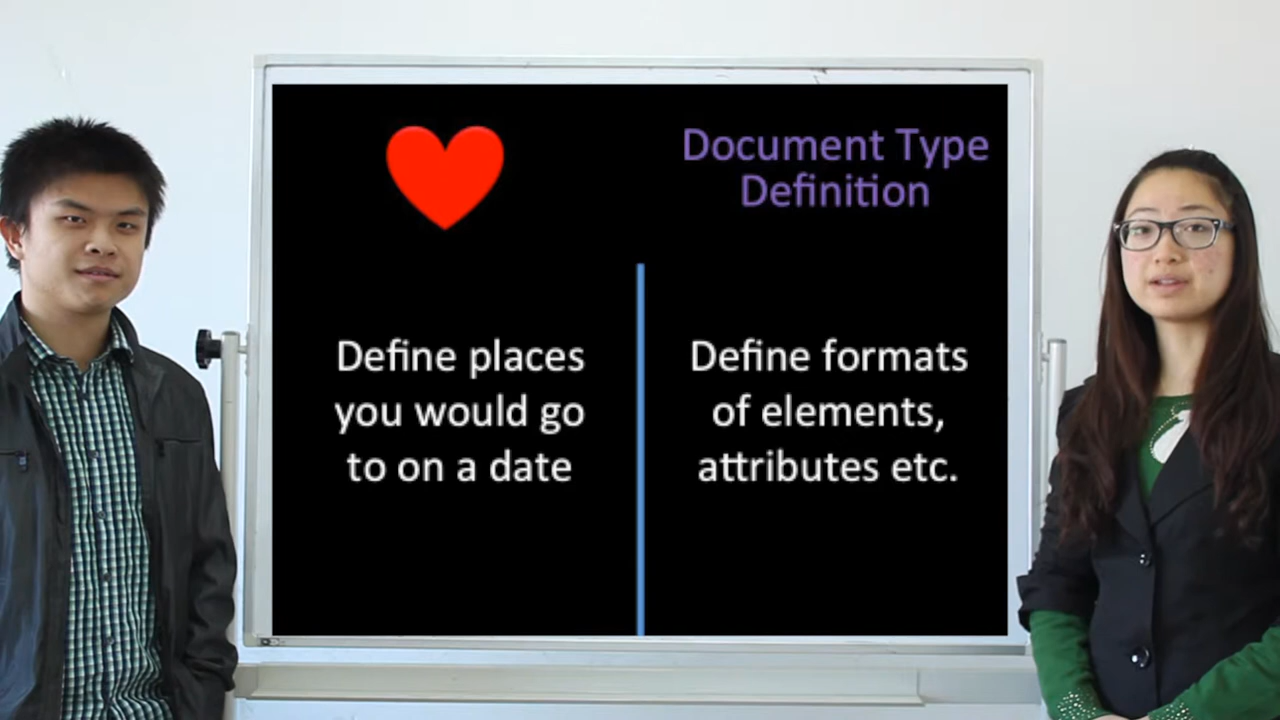 Document Type
Definition
Define places
you would go
to on a date
Define formats
of elements,
attributes etc.